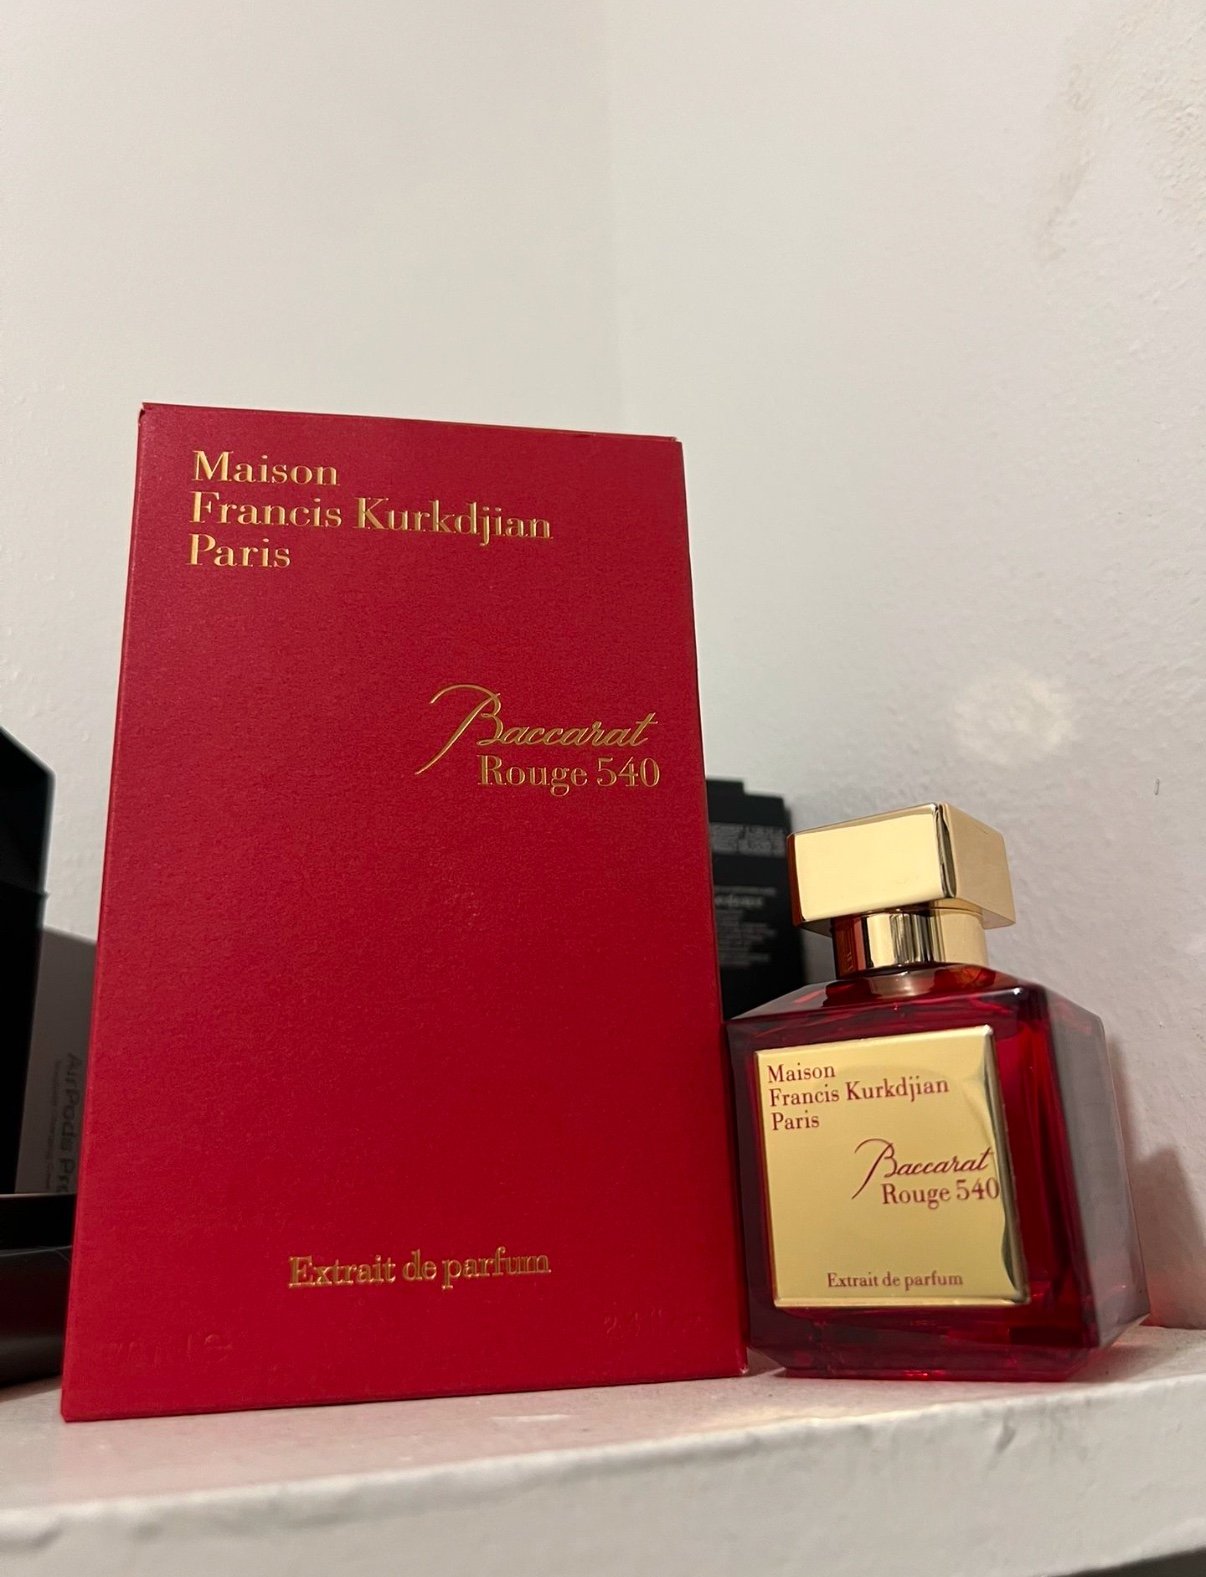 Maison
Francis Kurkdjian
Paris
Baccarat
Rouge 540
Extrait de parfum
Maison
Francis Kurkdjian
Paris
Baccarat
Rouge 540
Extrait de parfum
AirPods Pro